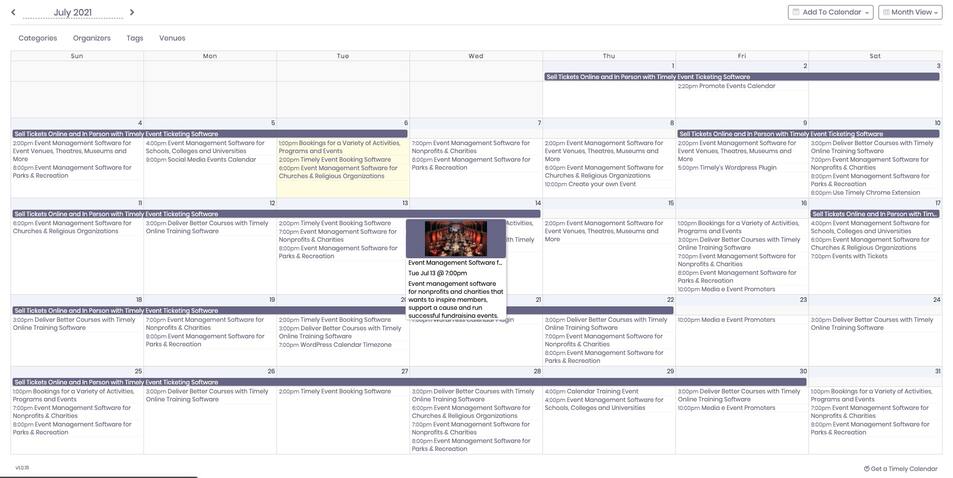 July 2021
Add To Calendar
Month View
Categories Organizers Tags Venues
Sun Mon Tue Wed Thu Fri Sat
1 2 3
Sell Tickets Online and In Person with Timely Event Ticketing Software
2:20pm Promote Events Calendar
4 5 6 7 8 9 10
Sell Tickets Online and In Person with Timely Event Ticketing Software
Sell Tickets Online and In Person with Timely Event Ticketing Software
2:00pm Event Management Software for
Event Venues, Theatres, Museums and
More
8:00pm Event Management Software for
Parks & Recreation
4:00pm Event Management Software for
Schools, Colleges and Universities
9:00pm Social Media Events Calendar
1:00pm Bookings for a Variety of Activities,
Programs and Events
2:00pm Timely Event Booking Software
6:00pm Event Management Software for
Churches & Religious Organizations
7:00pm Event Management Software for
Nonprofits & Charities
8:00pm Event Management Software for
Parks & Recreation
2:00pm Event Management Software for
Event Venues, Theatres, Museums and
More
6:00pm Event Management Software for
Churches & Religious Organizations
10:00pm Create your own Event
2:00pm Event Management Software for
Event Venues, Theatres, Museums and
More
5:00pm Timely's WordPress Plugin
3:00pm Deliver Better Courses with Timely
Online Training Software
7:00pm Event Management Software for
Nonprofits & Charities
8:00pm Event Management Software for
Parks & Recreation
8:00pm Use Timely Chrome Extension
11 12 13 14 15 16 17
Sell Tickets Online and In Person with Timely Event Ticketing Software
Sell Tickets Online and In Person with Tim...
6:00pm Event Management Software for
Churches & Religious Organizations
3:00pm Deliver Better Courses with Timely
Online Training Software
2:00pm Timely Event Booking Software
7:00pm Event Management Software for
Nonprofits & Charities
8:00pm Event Management Software for
Parks & Recreation
Activities,
Timely
Event Management Software f...
Tue Jul 13 @ 7:00pm
Event management software
for nonprofits and charities that
wants to inspire members,
support a cause and run
successful fundraising events.
2:00pm Event Management Software for
Event Venues, Theatres, Museums and
More
1:00pm Bookings for a Variety of Activities,
Programs and Events
3:00pm Deliver Better Courses with Timely
Online Training Software
7:00pm Event Management Software for
Nonprofits & Charities
8:00pm Event Management Software for
Parks & Recreation
10:00pm Media e Event Promoters
4:00pm Event Management Software for
Schools, Colleges and Universities
6:00pm Event Management Software for
Churches & Religious Organizations
7:00pm Events with Tickets
18 19 21 22 23 24
Sell Tickets Online and In Person with Timely Event Ticketing Software
3:00pm Deliver Better Courses with Timely
Online Training Software
7:00pm Event Management Software for
Nonprofits & Charities
8:00pm Event Management Software for
Parks & Recreation
2:00pm Timely Event Booking Software
3:00pm Deliver Better Courses with Timely
Online Training Software
7:00pm WordPress Calendar Timezone
3:00pm Deliver Better Courses with Timely
Online Training Software
7:00pm Event Management Software for
Nonprofits & Charities
8:00pm Event Management Software for
Parks & Recreation
10:00pm Media e Event Promoters
3:00pm Deliver Better Courses with Timely
Online Training Software
25 26 27 28 29 30 31
Sell Tickets Online and In Person with Timely Event Ticketing Software
1:00pm Bookings for a Variety of Activities,
Programs and Events
7:00pm Event Management Software for
Nonprofits & Charities
8:00pm Event Management Software for
Parks & Recreation
3:00pm Deliver Better Courses with Timely
Online Training Software
2:00pm Timely Event Booking Software
3:00pm Deliver Better Courses with Timely
Online Training Software
6:00pm Event Management Software for
Churches & Religious Organizations
7:00pm Event Management Software for
Nonprofits & Charities
8:00pm Event Management Software for
Parks & Recreation
4:00pm Calendar Training Event
4:00pm Event Management Software for
Schools, Colleges and Universities
3:00pm Deliver Better Courses with Timely
Online Training Software
10:00pm Media e Event Promoters
1:00pm Bookings for a Variety of Activities,
Programs and Events
7:00pm Event Management Software for
Nonprofits & Charities
8:00pm Event Management Software for
Parks & Recreation
Get a Timely Calendar